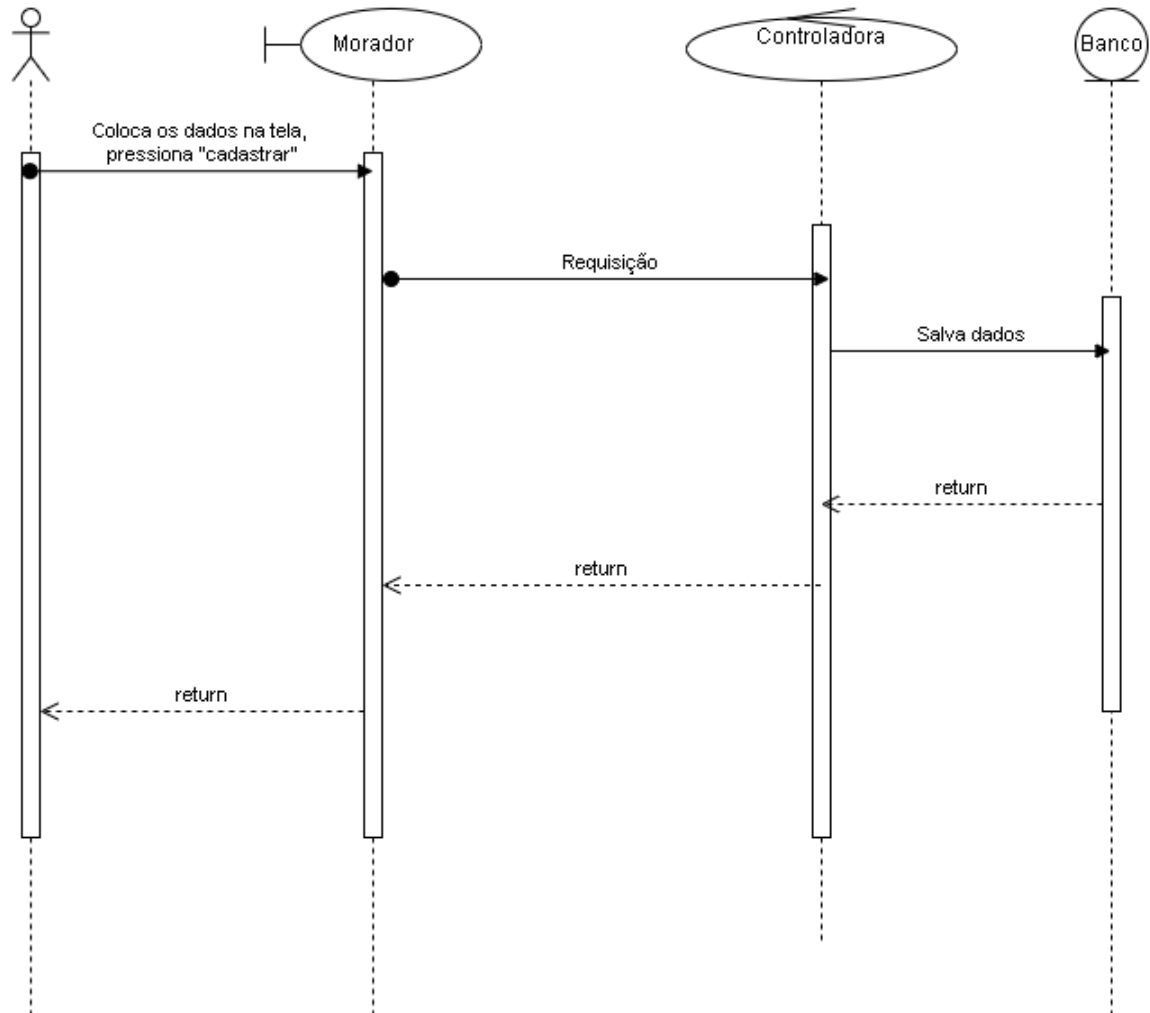 Morador
Controladora
Banco
Coloca os dados na tela,
pressiona "cadastrar"
Requisição
Salva dados
return
return
return